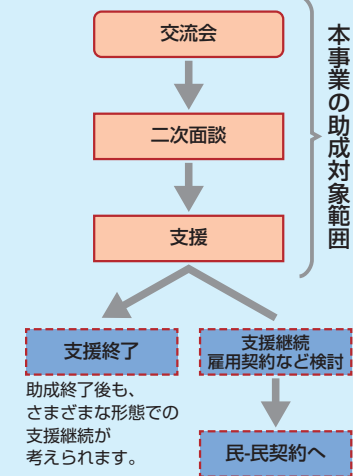 交流会
二次面談
支援
本事業の助成対象範囲
支援終了
支援継続
雇用契約など検討
助成終了後も、
さまざまな形態での
支援継続が
考えられます。
民-民契約へ